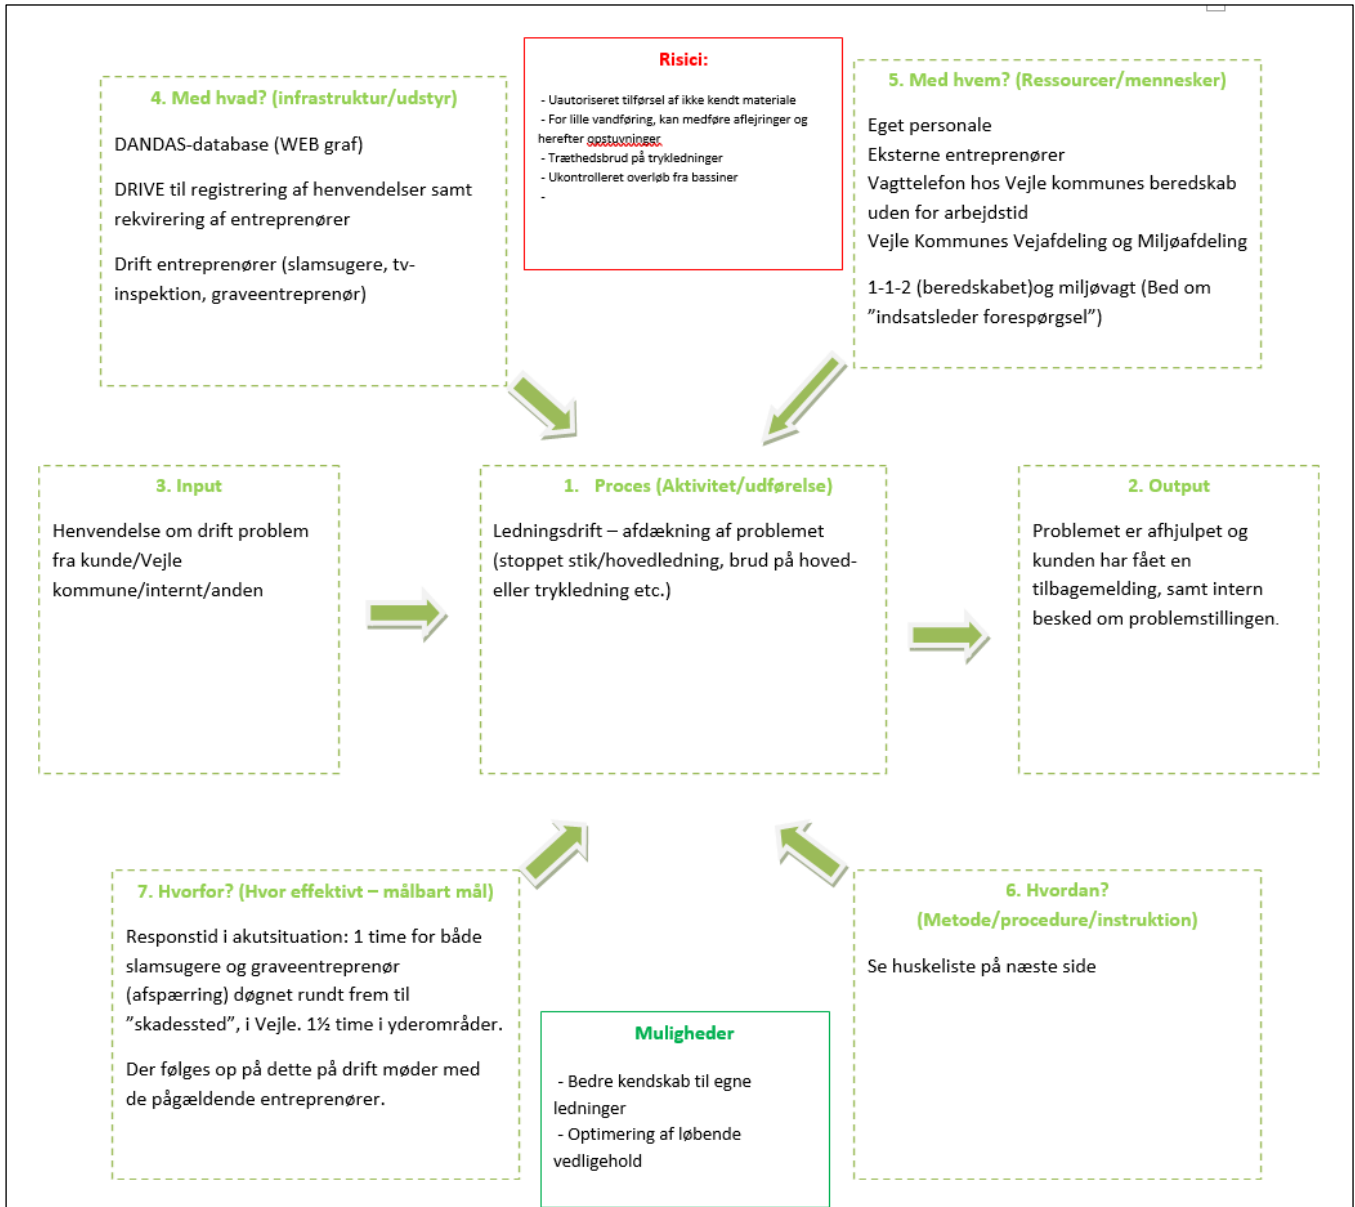 Risici:
- Uautoriseret tilførsel af ikke kendt materiale
- For lille vandføring, kan medføre aflejringer og
herefter opstuvninger
- Træthedsbrud på trykledninger
- Ukontrolleret overløb fra bassiner
-
4. Med hvad? (infrastruktur/udstyr)
DANDAS-database (WEB graf)
DRIVE til registrering af henvendelser samt
rekvirering af entreprenører
Drift entreprenører (slamsugere, tv-
inspektion, graveentreprenør)
5. Med hvem? (Ressourcer/mennesker)
Eget personale
Eksterne entreprenører
Vagttelefon hos Vejle kommunes beredskab
uden for arbejdstid
Vejle Kommunes Vejafdeling og Miljøafdeling
1-1-2 (beredskabet)og miljøvagt (Bed om
”indsatsleder forespørgsel”)
3. Input
Henvendelse om drift problem
fra kunde/Vejle
kommune/internt/anden
1. Proces (Aktivitet/udførelse)
Ledningsdrift – afdækning af problemet
(stoppet stik/hovedledning, brud på hoved-
eller trykledning etc.)
2. Output
Problemet er afhjulpet og
kunden har fået en
tilbagemelding, samt intern
besked om problemstillingen.
7. Hvorfor? (Hvor effektivt – målbart mål)
Responstid i akutsituation: 1 time for både
slamsugere og graveentreprenør
(afspærring) døgnet rundt frem til
”skadessted”, i Vejle. 1½ time i yderområder.
Der følges op på dette på drift møder med
de pågældende entreprenører.
Muligheder
- Bedre kendskab til egne
ledninger
- Optimering af løbende
vedligehold
6. Hvordan?
(Metode/procedure/instruktion)
Se huskeliste på næste side